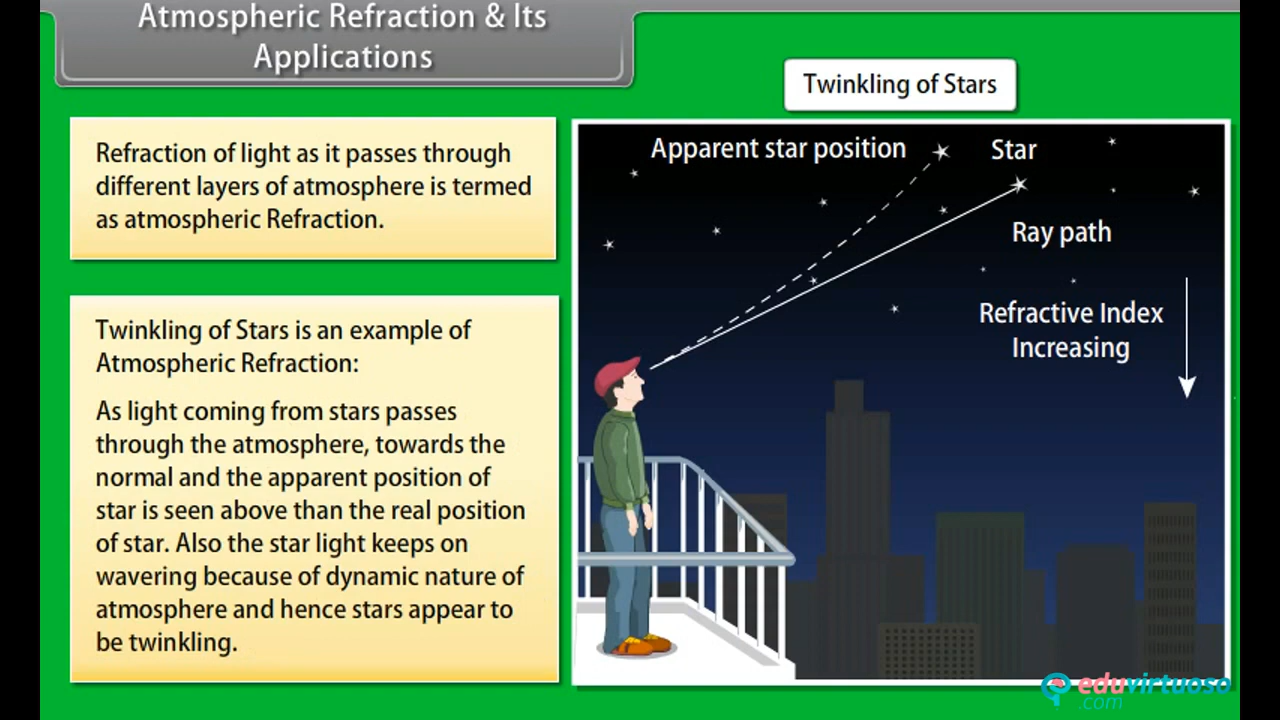 Atmospheric Refraction & Its
Applications
Twinkling of Stars
Refraction of light as it passes through
different layers of atmosphere is termed
as atmospheric Refraction.
Twinkling of Stars is an example of
Atmospheric Refraction:
As light coming from stars passes
through the atmosphere, towards the
normal and the apparent position of
star is seen above than the real position
of star. Also the star light keeps on
wavering because of dynamic nature of
atmosphere and hence stars appear to
be twinkling.
Apparent star position
Star
Ray path
Refractive Index
Increasing
eduvirtuoso
.com